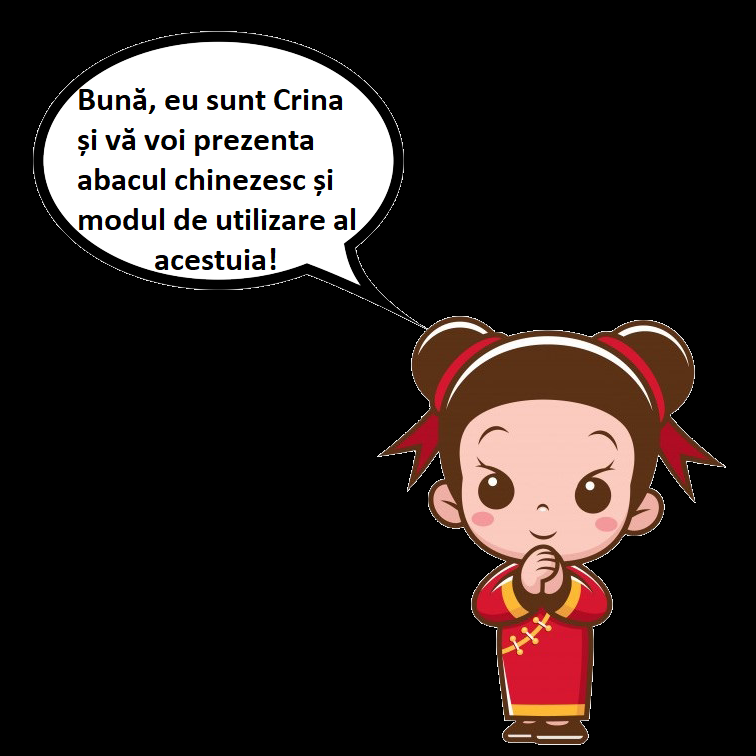 Bună, eu sunt Crina
și vă voi prezenta
abacul chinezesc și
modul de utilizare al
acestuia!